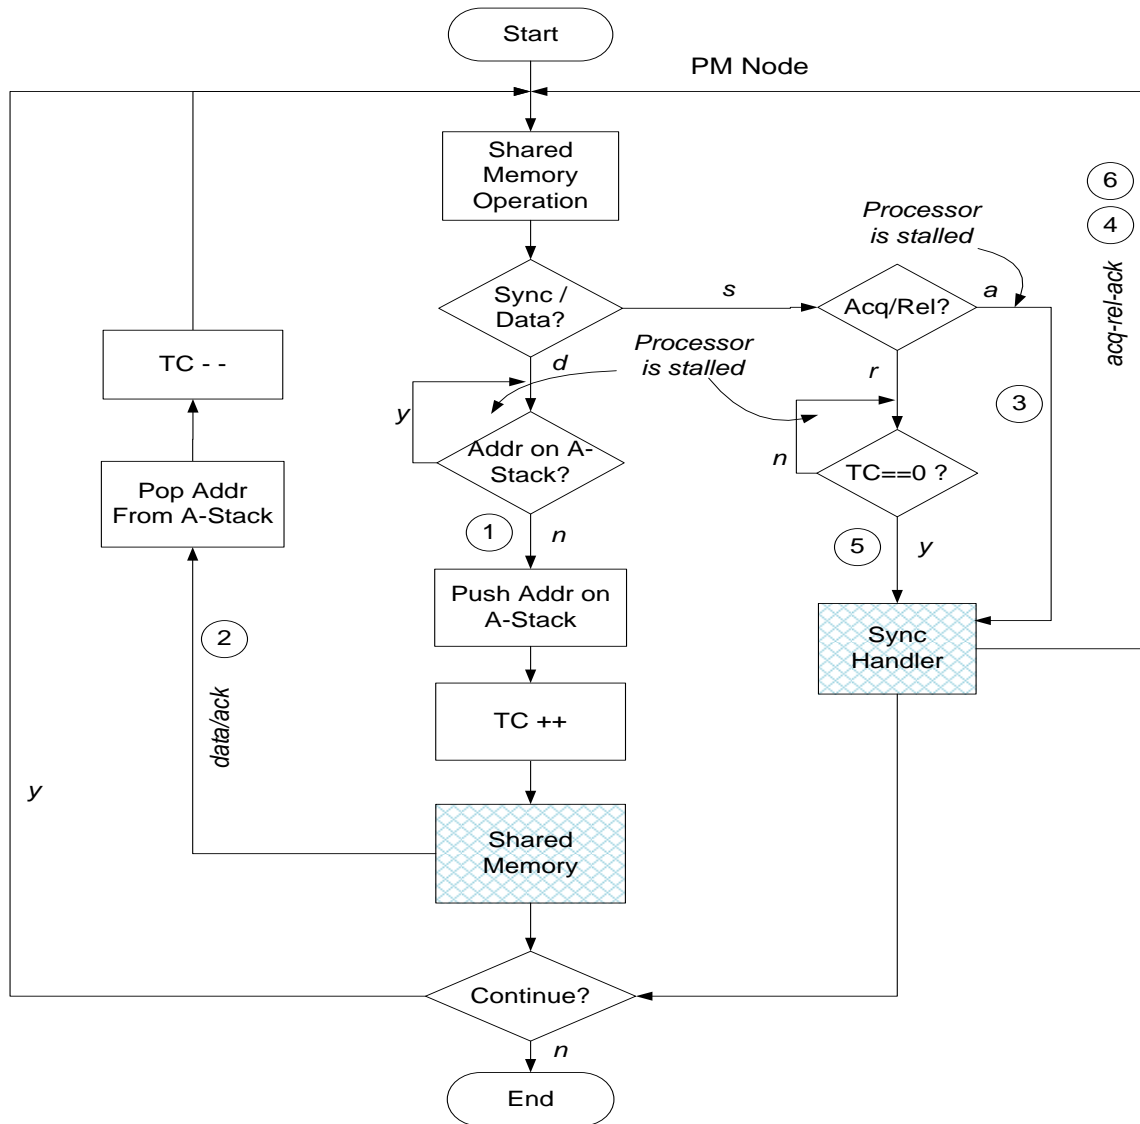 Start
PM Node
Shared
Memory
Operation
6
4
acq-rel-ack
Processor
is stalled
Sync /
Data?
s
Acq/Rel?
a
TC - -
d
Processor
is stalled
r
3
y
Addr on A-
Stack?
n
TC==0 ?
Pop Addr
From A-Stack
1
n
5
y
Push Addr on
A-Stack
2
data/ack
Sync
Handler
TC ++
y
Shared
Memory
Continue?
n
End